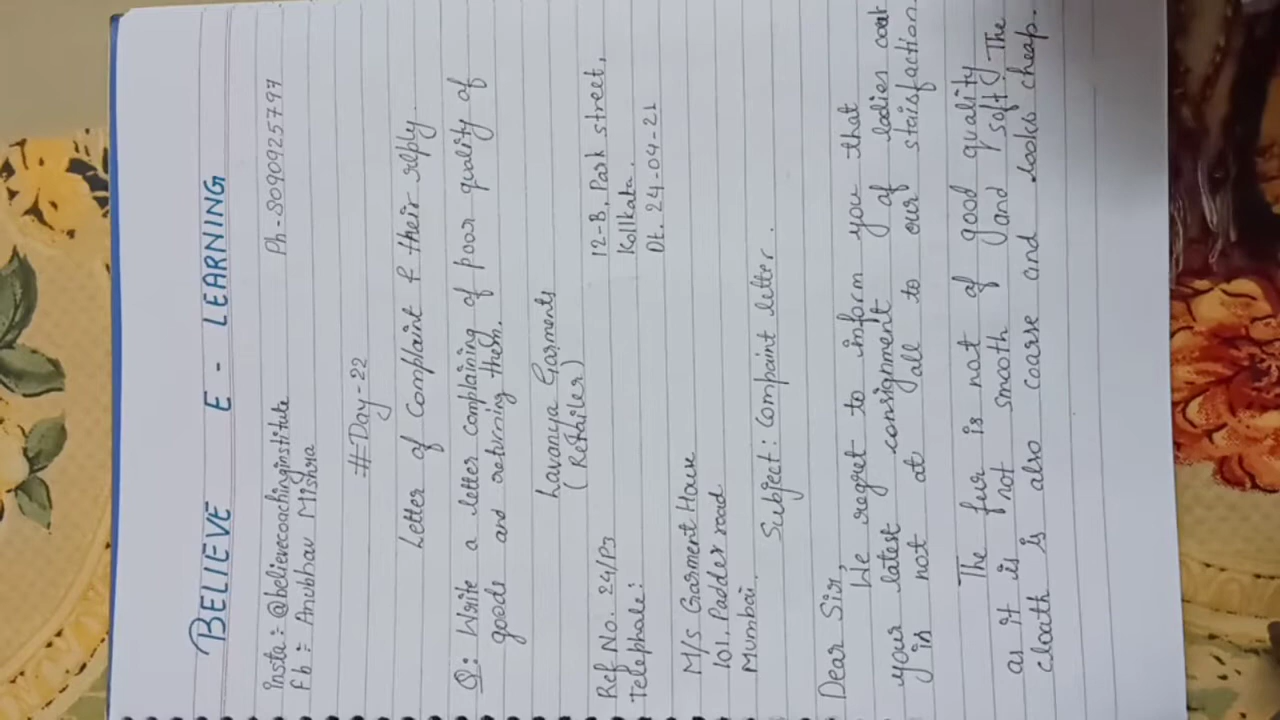 BELIEVE E - LEARNING
Insta:- @believecoachinginstitute Ph- 8090925797
Fb :- Anubhav Mishra
#Day-22
Letter of Complaint & their reply
Q: Write a letter complaining of poor quality of
goods and returning them.
Lavanya Garments
(Retailer)
Ref No. 24/P3 12-B, Park street,
Telephale: Kollkata.
Dt. 24-04-21
M/s Garment House
101, Padder road
Mumbai.
Subject: Compaint letter.
Dear Sir,
We regret to inform you that
your latest consignment of ladies coat
is not at all to our staisfaction.
The fur is not of good quality
as it is not smooth and soft. The
cloath is also coarse and looks cheap.